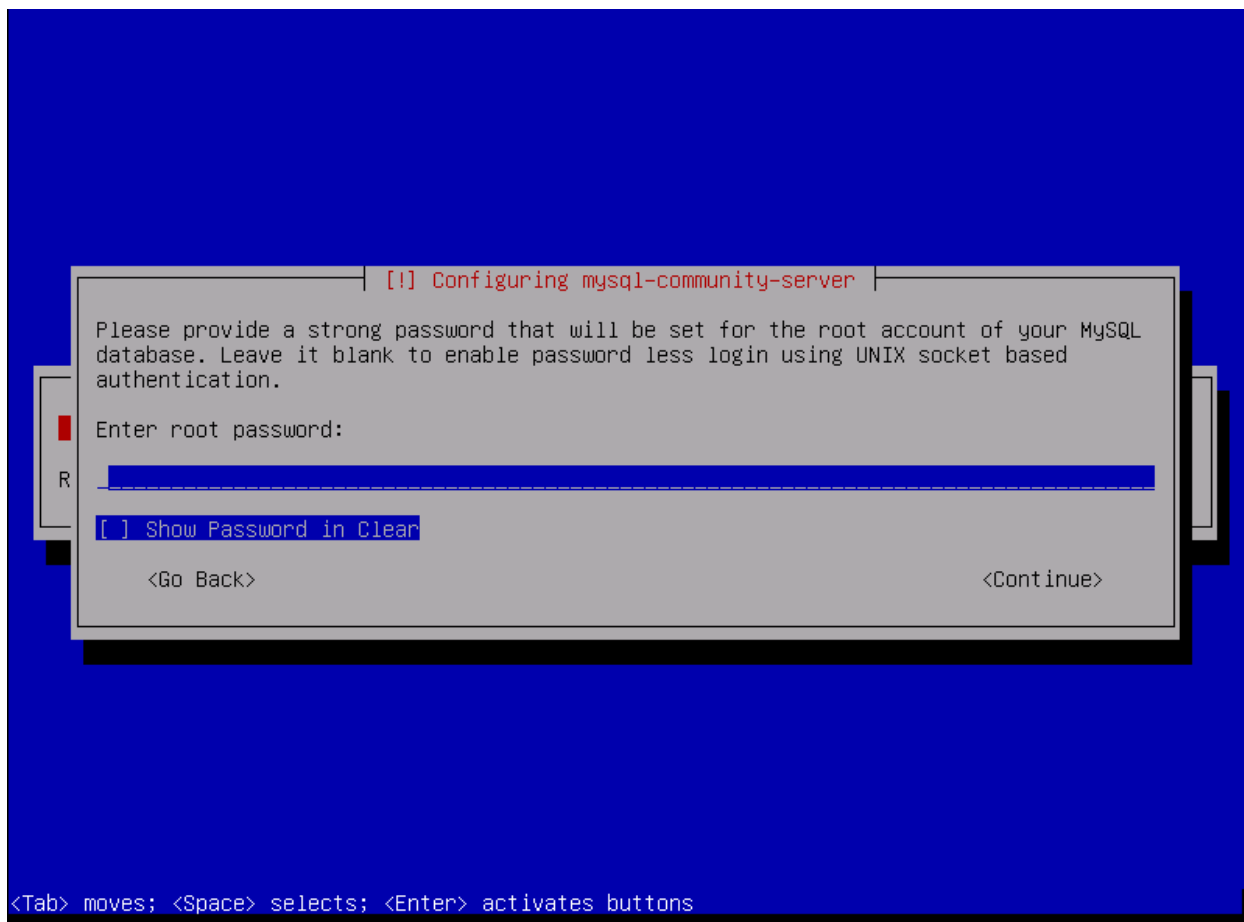 [!] Configuring mysql-community-server
Please provide a strong password that will be set for the root account of your MySQL
database. Leave it blank to enable password less login using UNIX socket based
authentication.
Enter root password:
R
[ ] Show Password in Clear
<Go Back> <Continue>
<Tab> moves; <Space> selects; <Enter> activates buttons